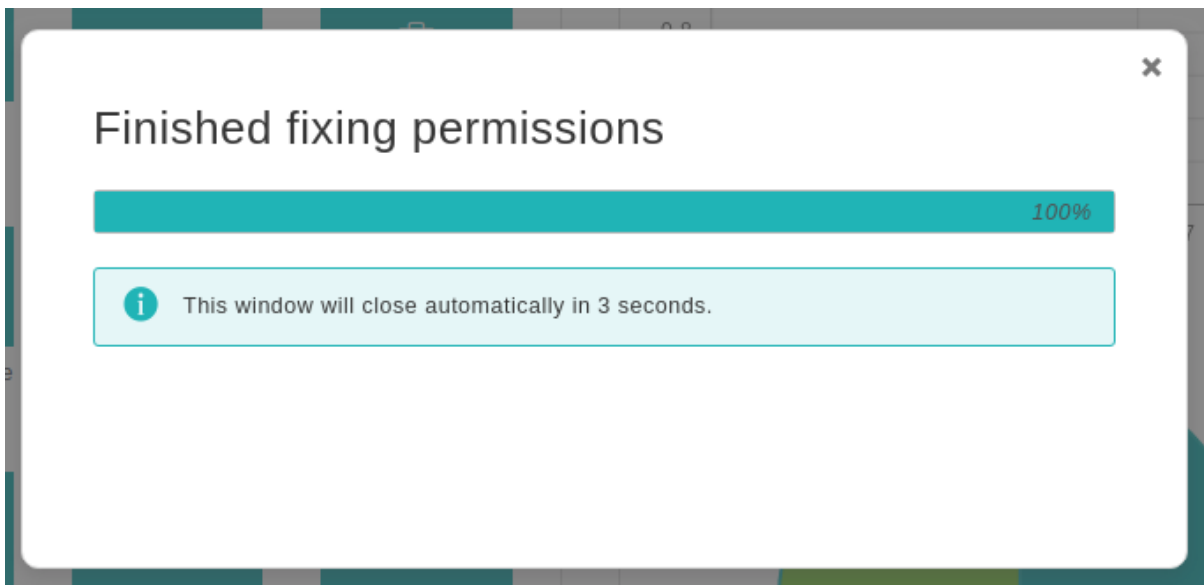 Finished fixing permissions
100%
This window will close automatically in 3 seconds.